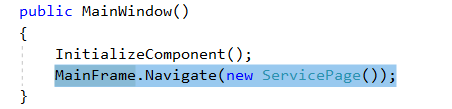 public MainWindow()
{
InitializeComponent();
MainFrame.Navigate(new ServicePage());
}